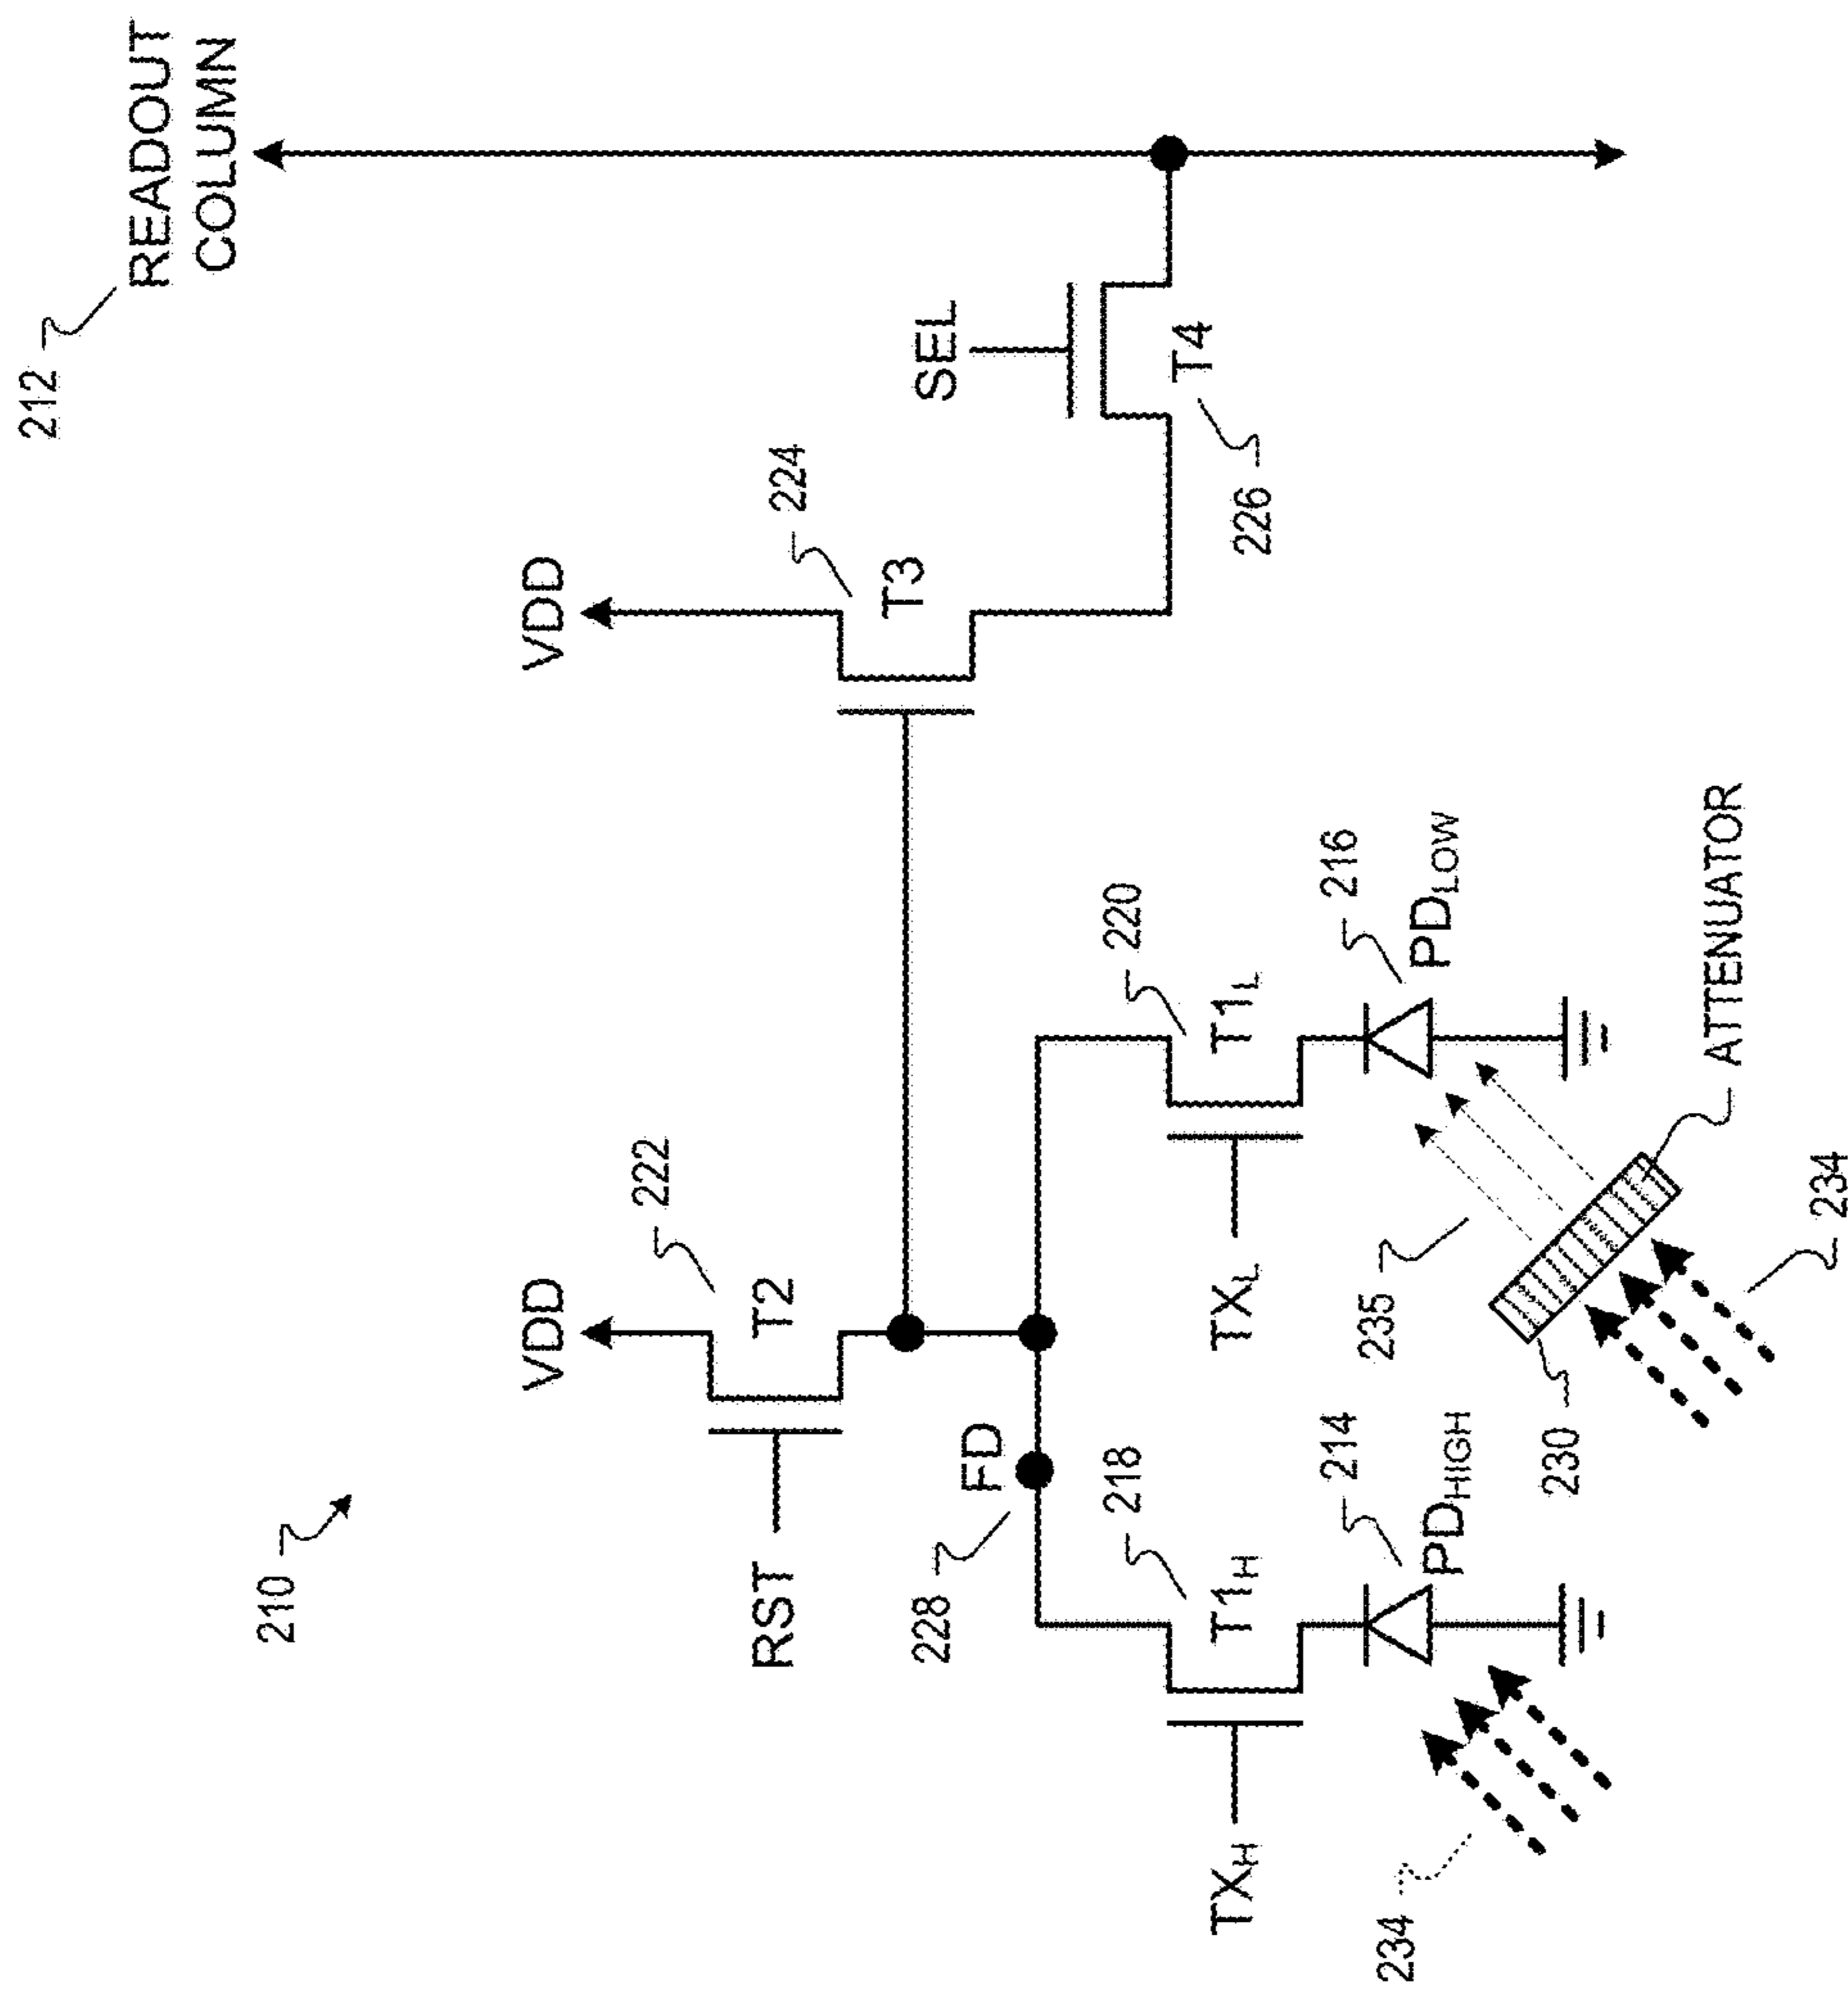 212
READOUT
COLUMN
210
VDD
VDD
222
T2
RST
224
T3
SEL
T4
226
228
FD
218
T1H
TXH
220
T1L
TXL
214
PDHIGH
216
PDLOW
234
235
230
234
ATTENUATOR